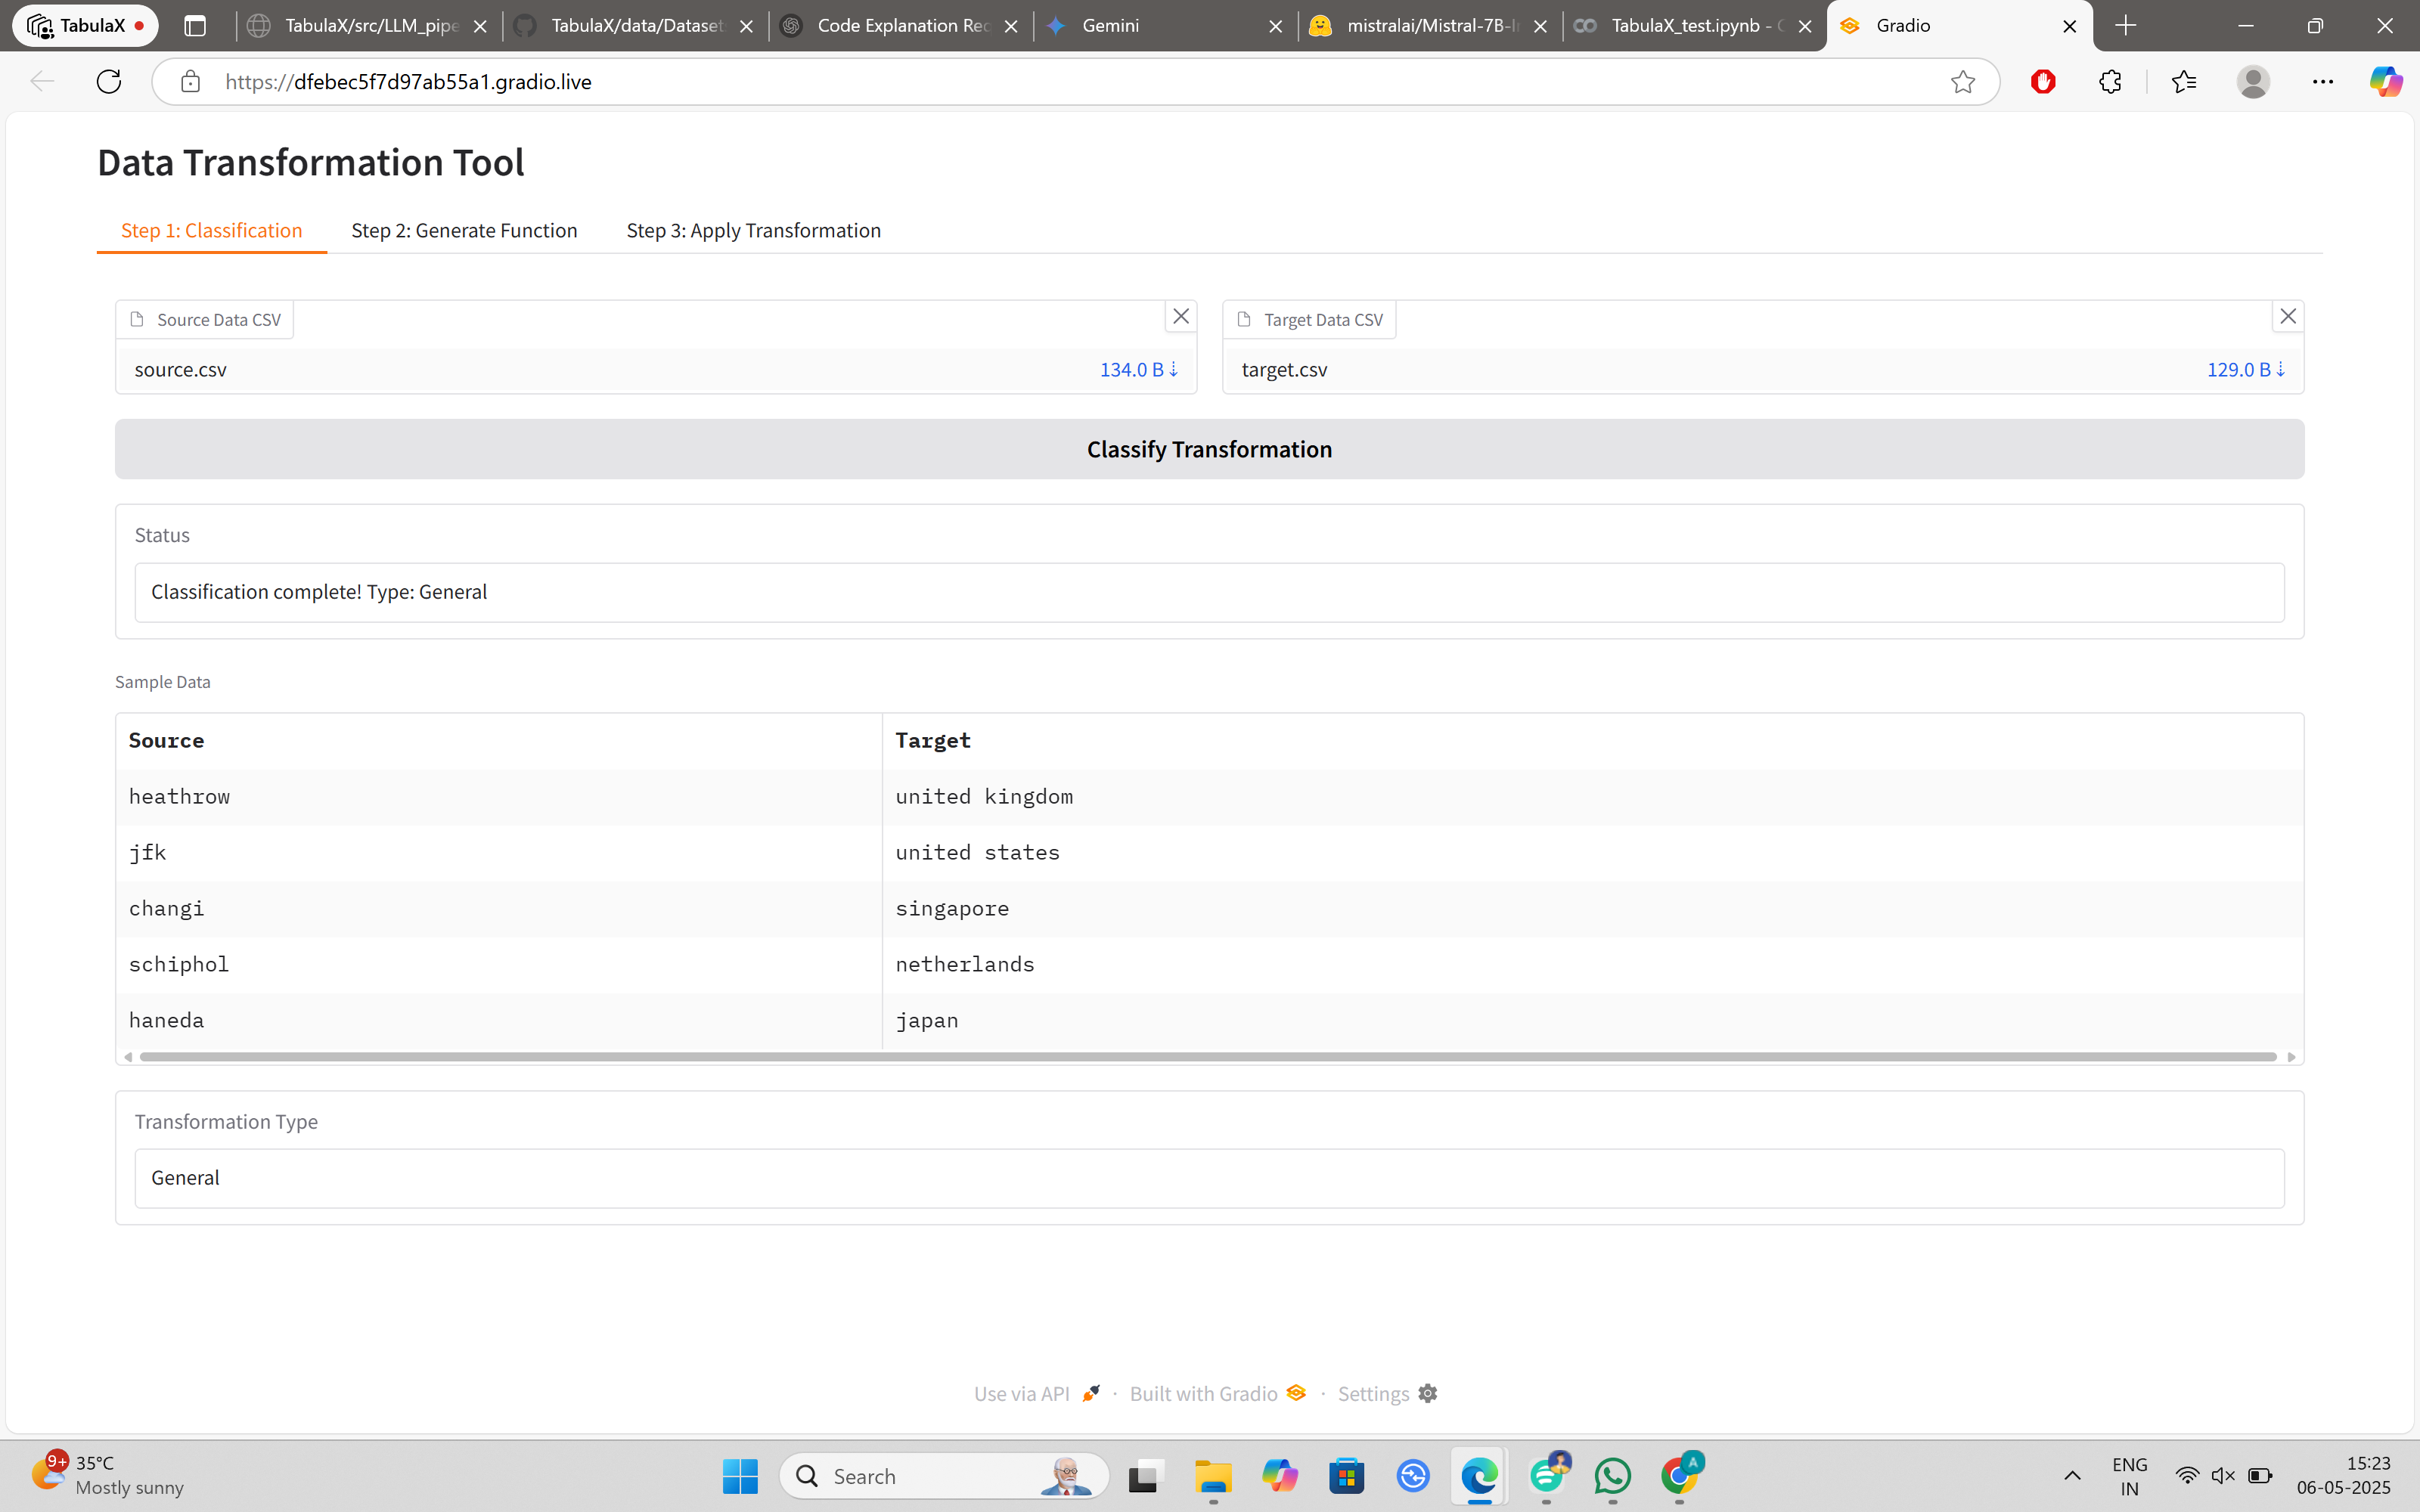 TabulaX
TabulaX/src/LLM_pipe
TabulaX/data/Dataset
Code Explanation Req
Gemini
mistralai/Mistral-7B-I
TabulaX_test.ipynb - C
Gradio
https://dfebec5f7d97ab55a1.gradio.live
Data Transformation Tool
Step 1: Classification
Step 2: Generate Function
Step 3: Apply Transformation
Source Data CSV
source.csv
134.0 B ⇣
Target Data CSV
target.csv
129.0 B ⇣
Classify Transformation
Status
Classification complete! Type: General
Sample Data
Source Target
heathrow united kingdom
jfk united states
changi singapore
schiphol netherlands
haneda japan
Transformation Type
General
Use via API · Built with Gradio · Settings
9+
35°C
Mostly sunny
Search
A
ENG
IN
15:23
06-05-2025